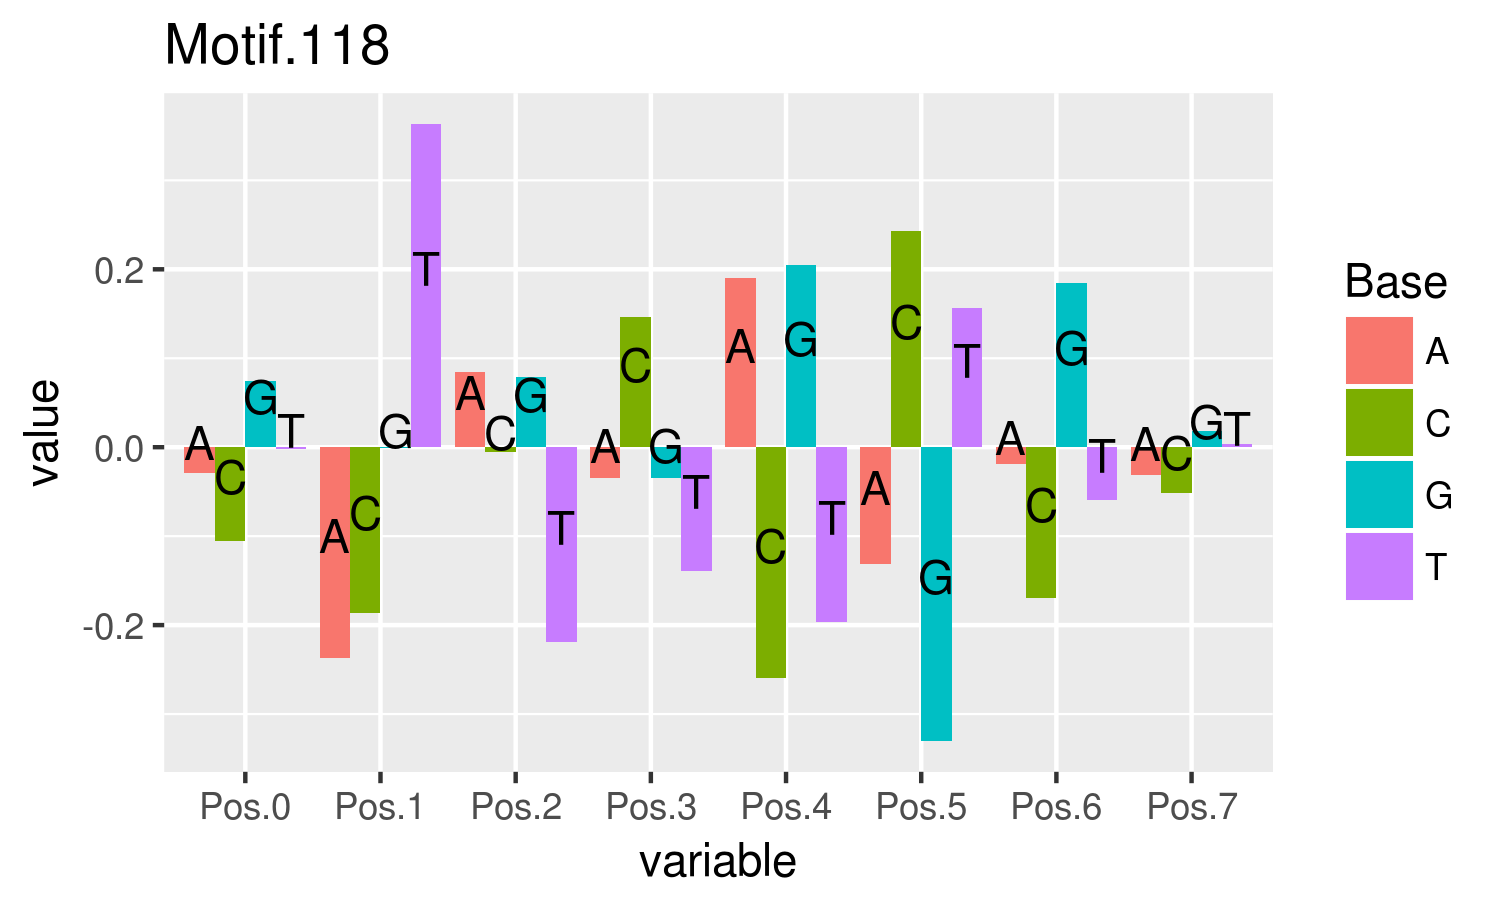 Motif.118
value
0.2
0.0
-0.2
A C G T
A C G T
A C G T
A C G T
A C G T
A C G T
A C G T
A C G T
Pos.0 Pos.1 Pos.2 Pos.3 Pos.4 Pos.5 Pos.6 Pos.7
variable
Base
A
C
G
T